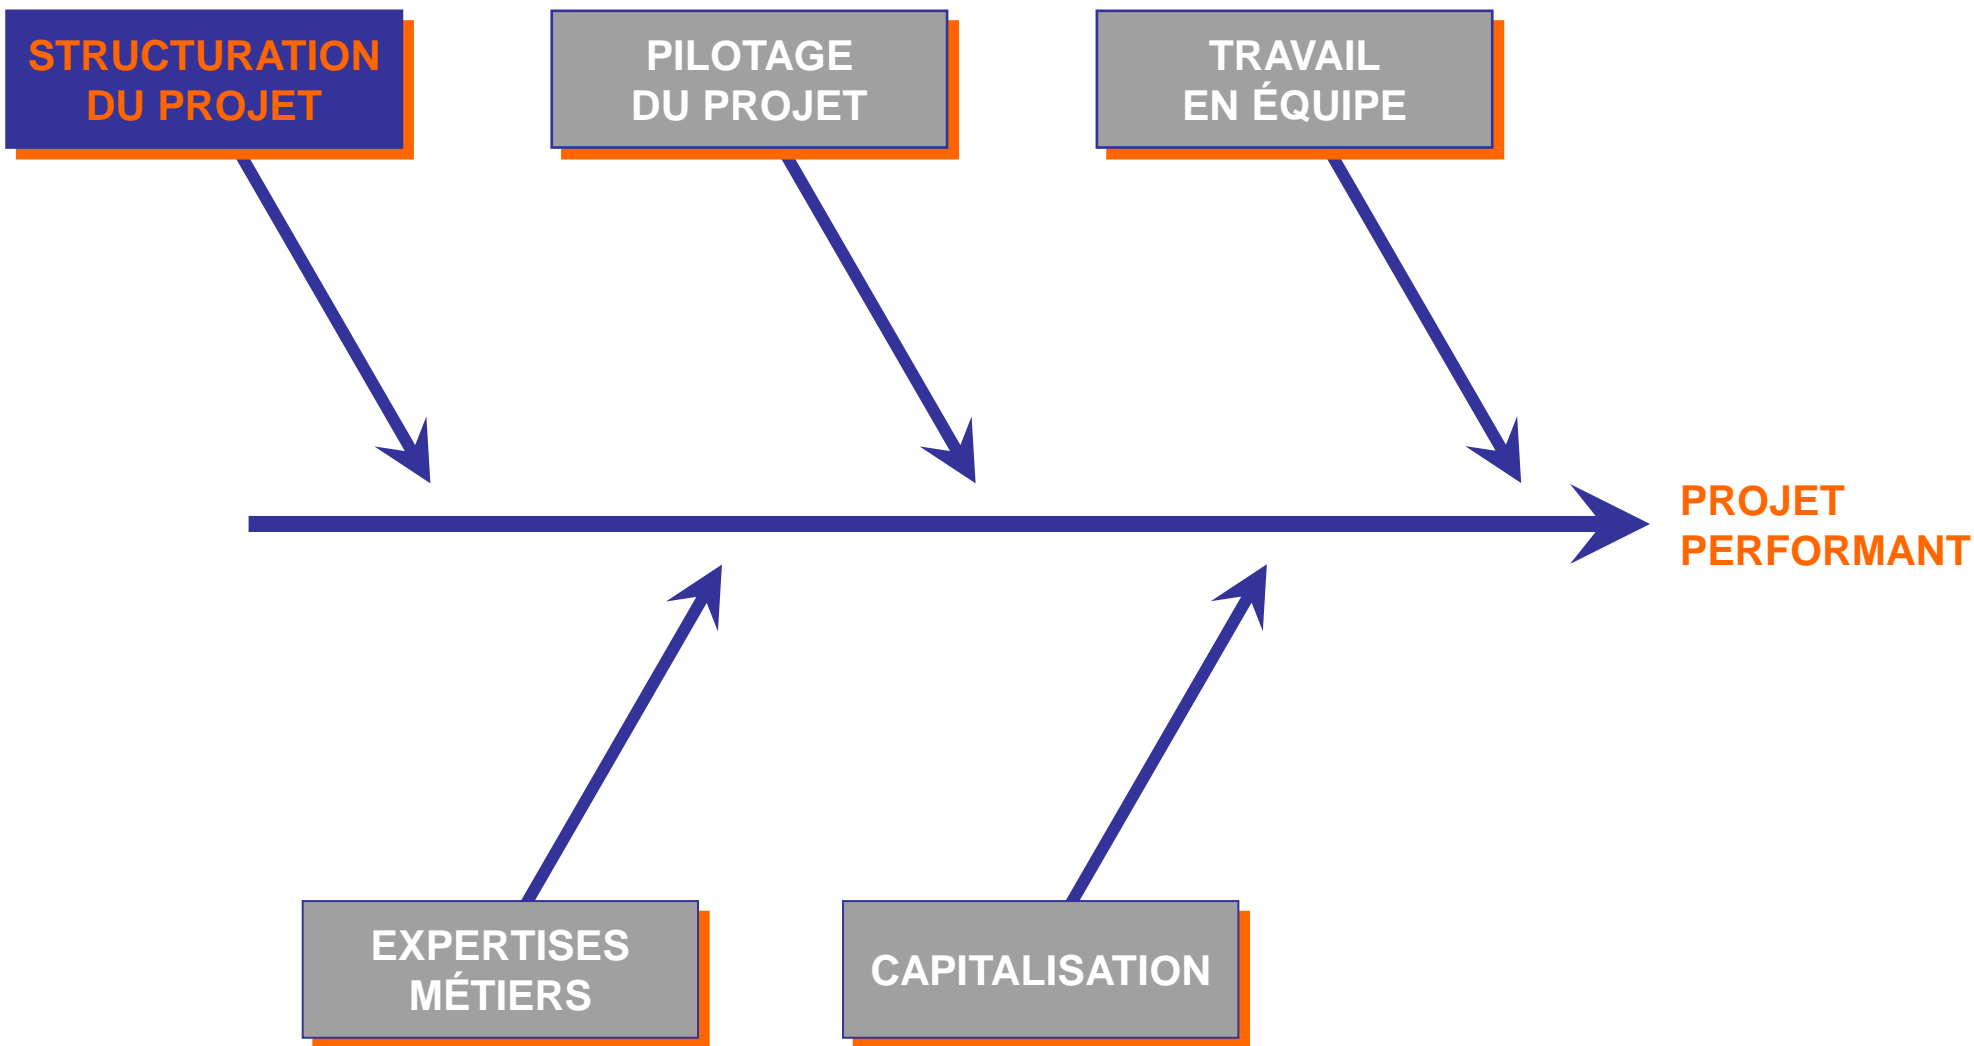 STRUCTURATION
DU PROJET
PILOTAGE
DU PROJET
TRAVAIL
EN ÉQUIPE
PROJET
PERFORMANT
EXPERTISES
MÉTIERS
CAPITALISATION